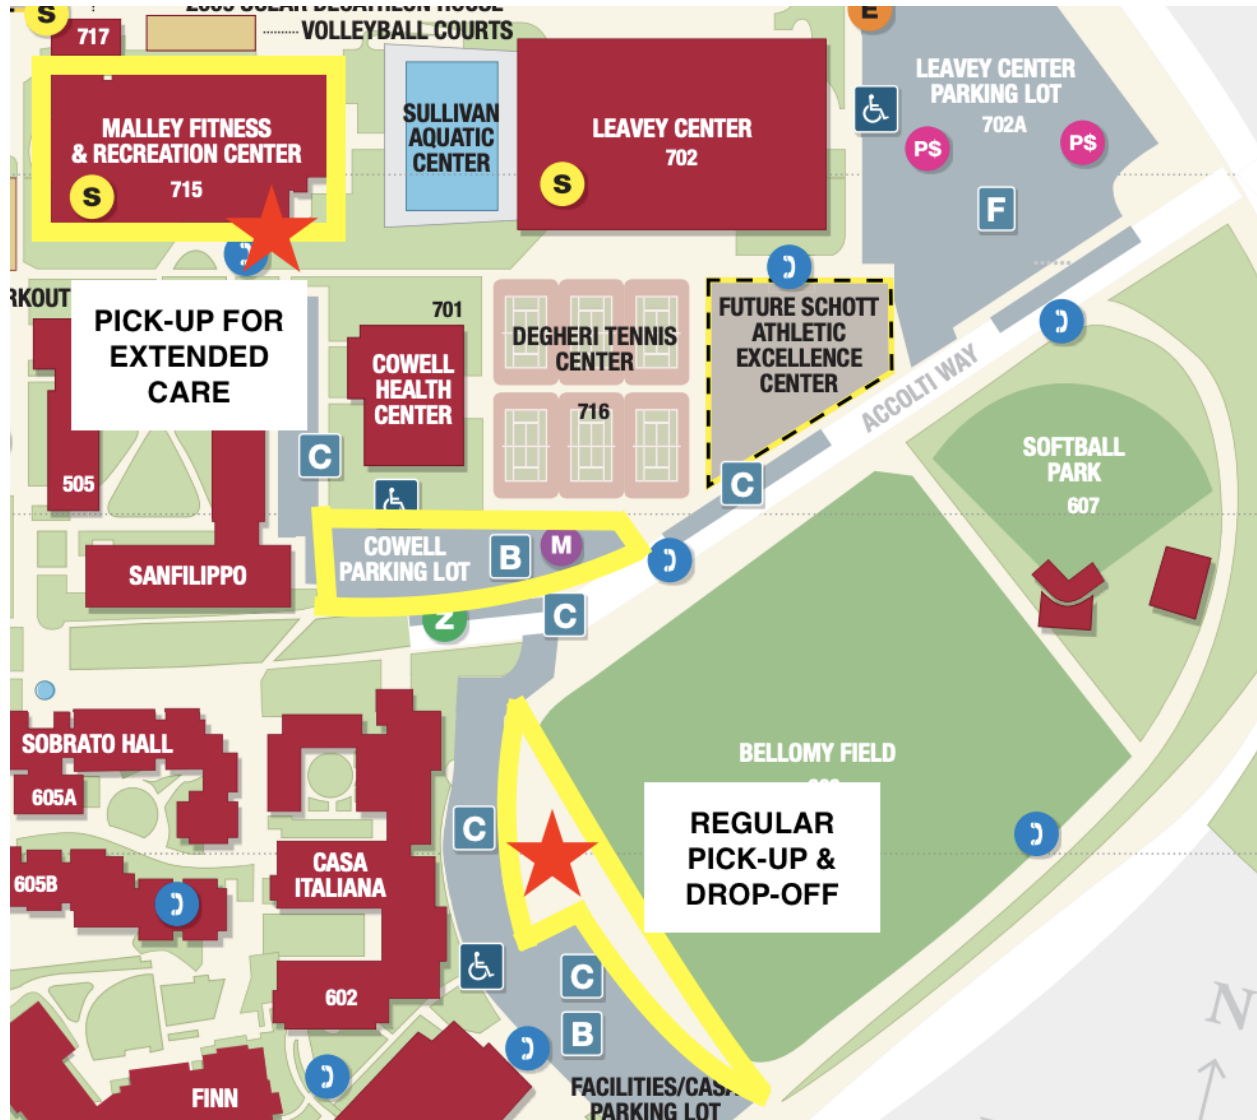 S
717
VOLLEYBALL COURTS
E
MALLEY FITNESS
& RECREATION CENTER
715
S
SULLIVAN
AQUATIC
CENTER
LEAVEY CENTER
702
S
LEAVEY CENTER
PARKING LOT
702A
P$
P$
F
RKOUT
PICK-UP FOR
EXTENDED
CARE
701
COWELL
HEALTH
CENTER
DEGHERI TENNIS
CENTER
716
FUTURE SCHOTT
ATHLETIC
EXCELLENCE
CENTER
ACCOLTI WAY
SOFTBALL
PARK
607
505
C
C
SANFILIPPO
COWELL
PARKING LOT
B
M
C
Z
SOBRATO HALL
605A
BELLOMY FIELD
REGULAR
PICK-UP &
DROP-OFF
C
CASA
ITALIANA
605B
602
C
B
N
FINN
FACILITIES/CASA
PARKING LOT